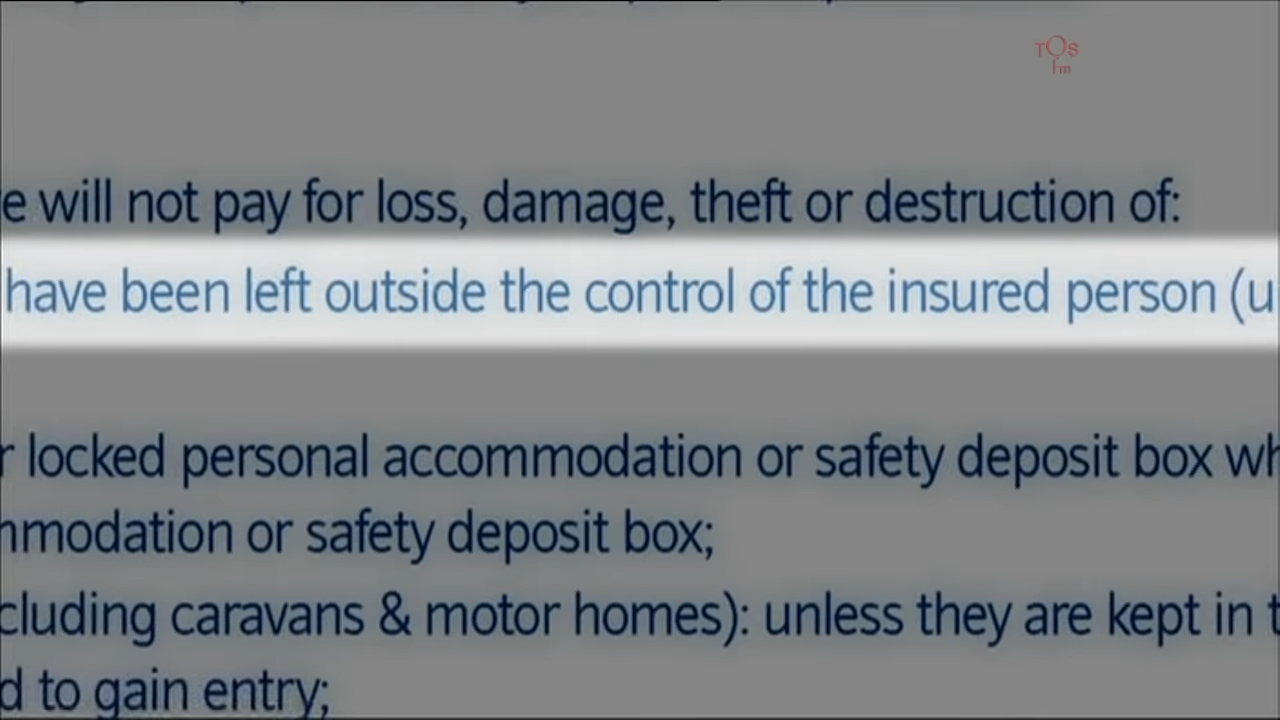 TOS
fm
e will not pay for loss, damage, theft or destruction of:
have been left outside the control of the insured person (u
r locked personal accommodation or safety deposit box wh
mmodation or safety deposit box;
cluding caravans & motor homes): unless they are kept in t
d to gain entry;